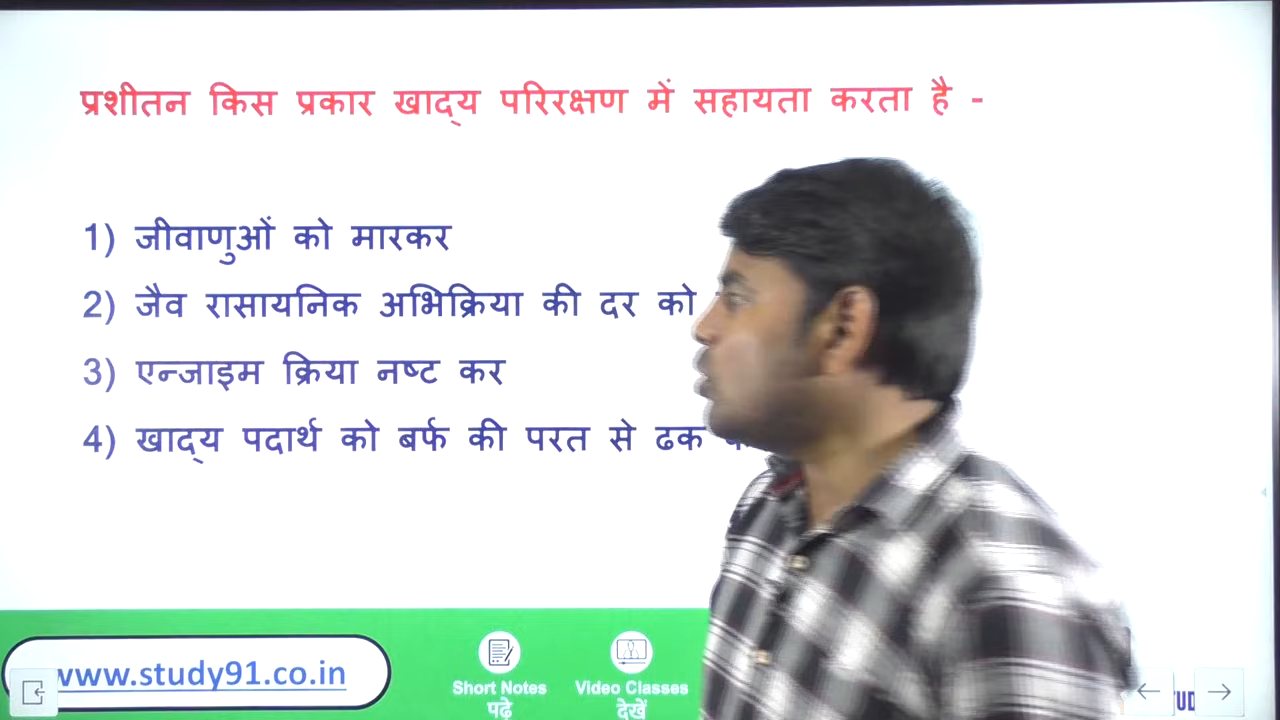 प्रशीतन किस प्रकार खाद्य परिरक्षण में सहायता करता है -
1) जीवाणुओं को मारकर
2) जैव रासायनिक अभिक्रिया की दर को
3) एन्जाइम क्रिया नष्ट कर
4) खाद्य पदार्थ को बर्फ की परत से ढक
www.study91.co.in
Short Notes
पढ़े
Video Classes
देखें